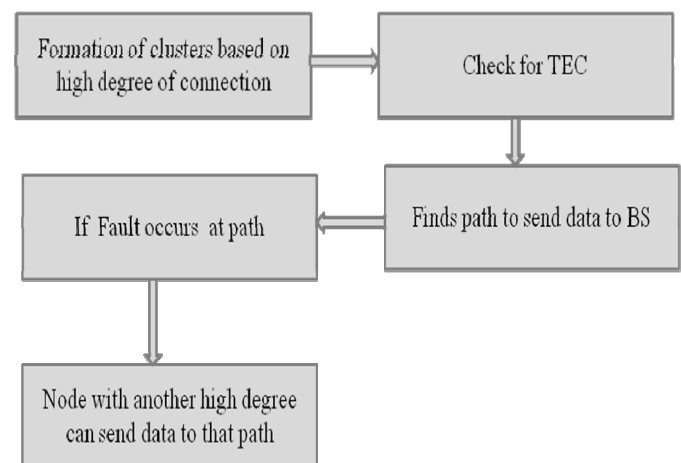 Formation of clusters based on
high degree of connection
Check for TEC
Finds path to send data to BS
If Fault occurs at path
Node with another high degree
can send data to that path